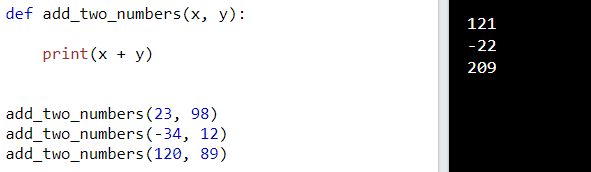 def add_two_numbers(x, y):
print(x + y)
add_two_numbers(23, 98)
add_two_numbers(-34, 12)
add_two_numbers(120, 89)
121
-22
209